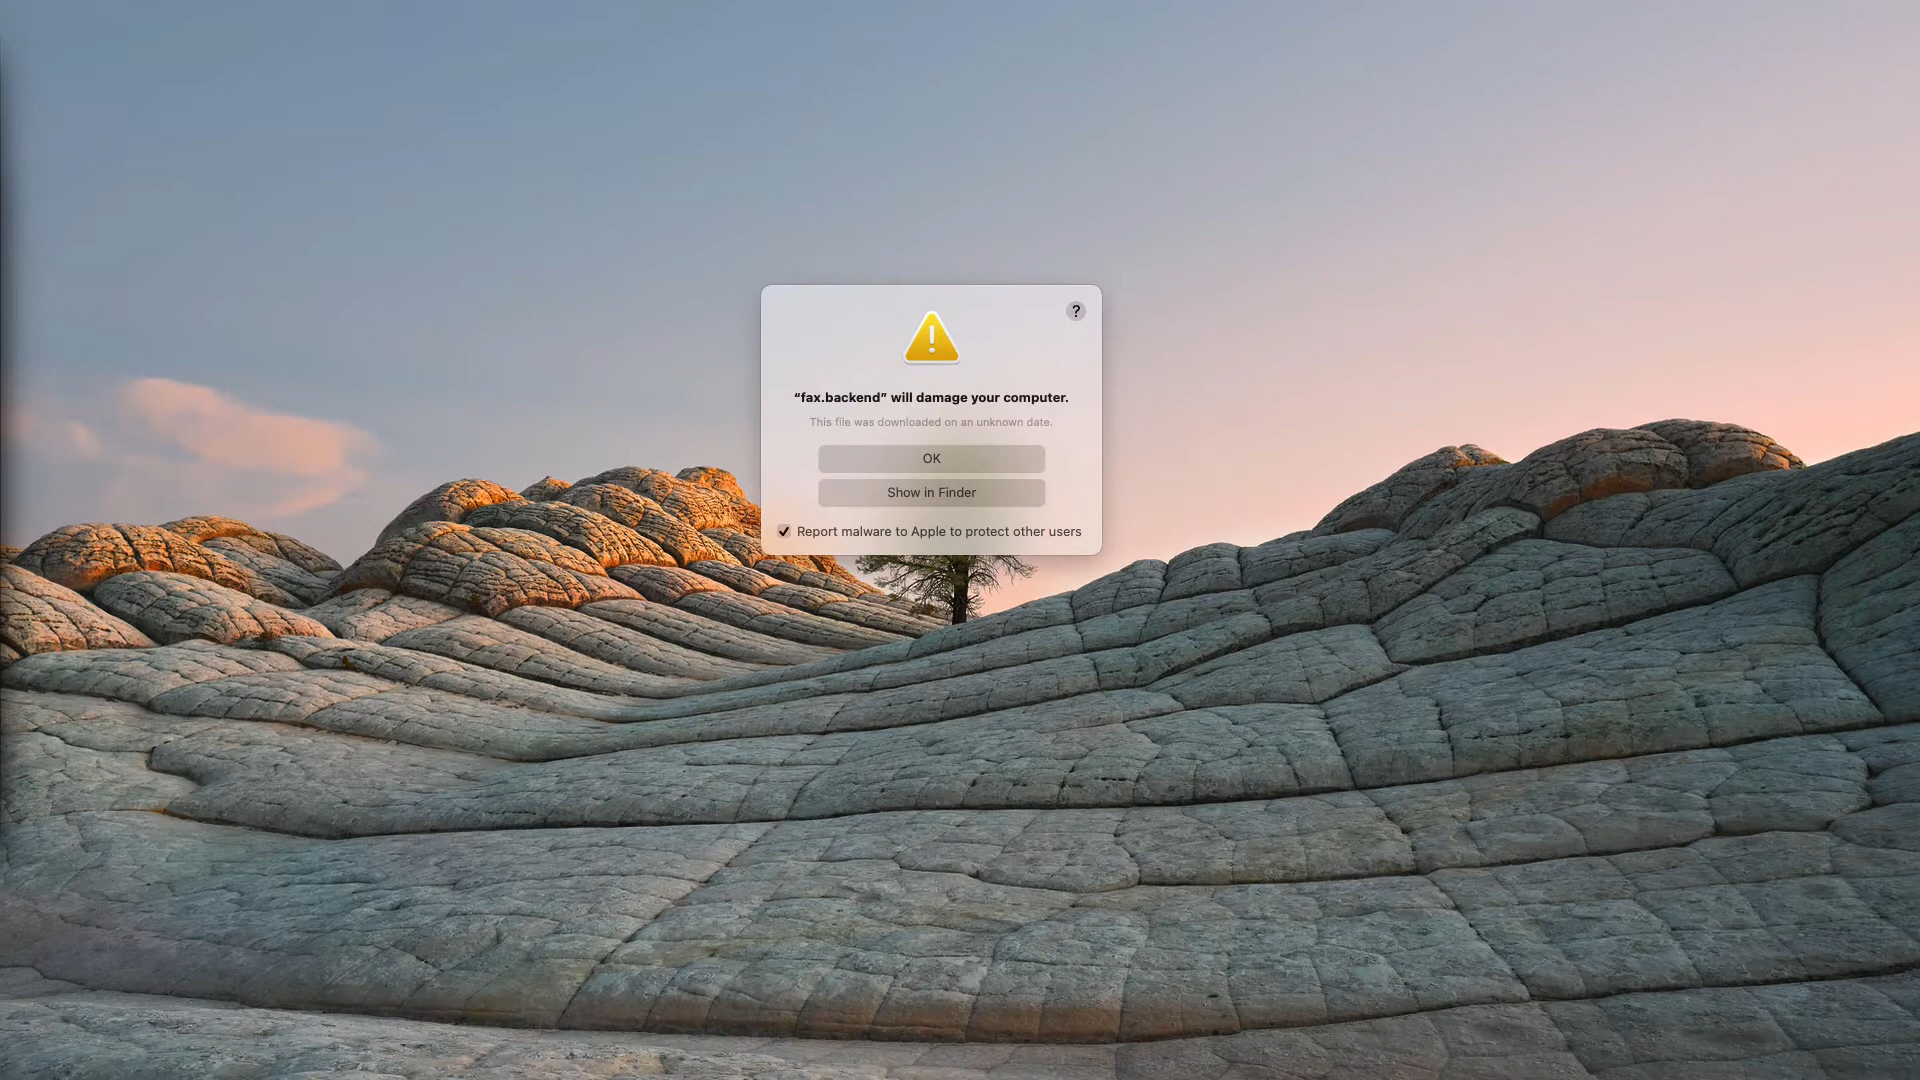 ?
“fax.backend” will damage your computer.
This file was downloaded on an unknown date.
OK
Show in Finder
Report malware to Apple to protect other users